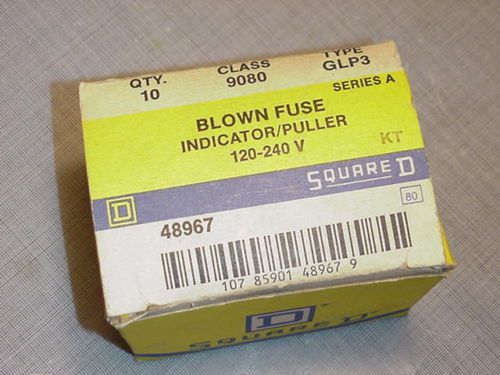 QTY. CLASS TYPE
10 9080 GLP3
SERIES A
BLOWN FUSE
INDICATOR/PULLER
120-240 V
KT
D SQUARE D
48967
80
107 85901 48967 9
D
SQUARE D